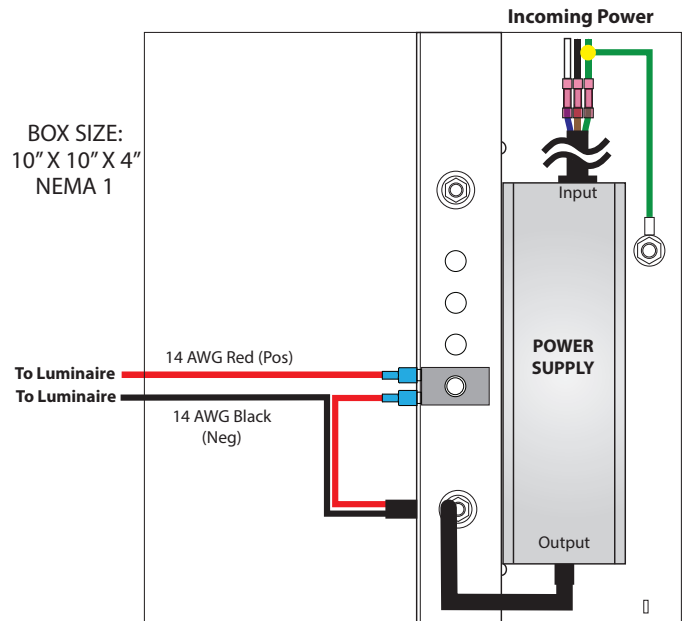 Incoming Power
BOX SIZE:
10” X 10” X 4”
NEMA 1
Input
POWER
SUPPLY
14 AWG Red (Pos)
To Luminaire
To Luminaire
14 AWG Black
(Neg)
Output